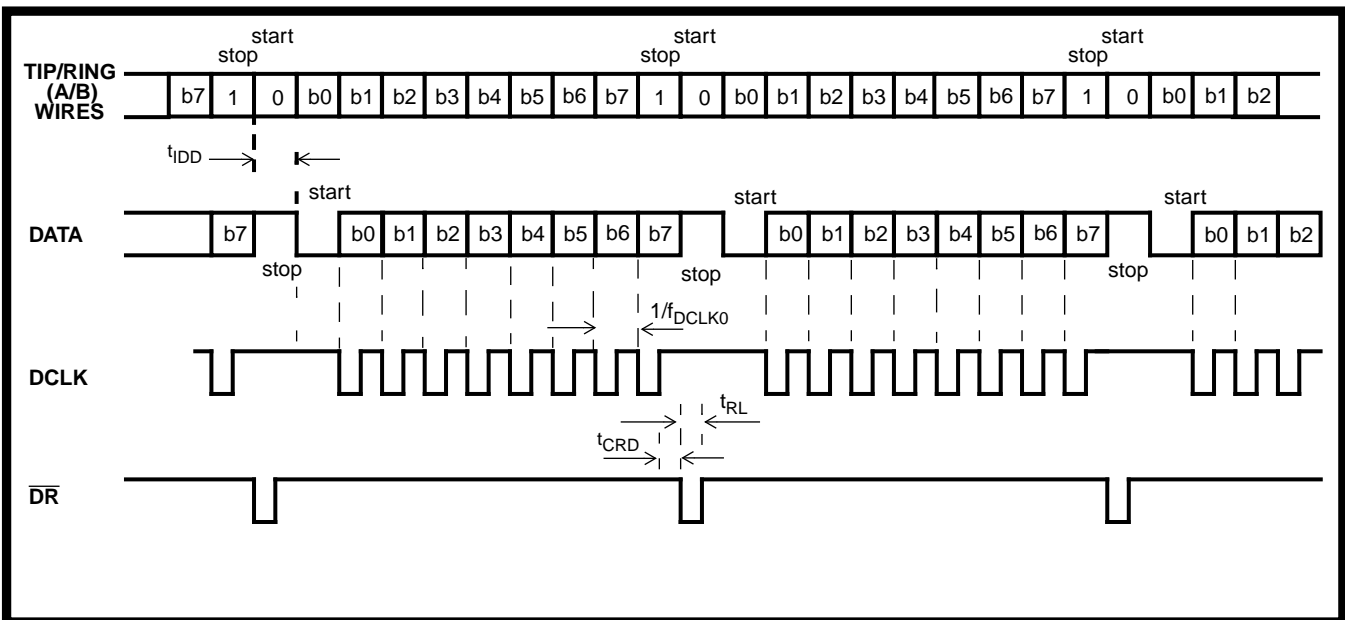 start start start
stop stop stop
TIP/RING
(A/B)
WIRES
b7 1 0 b0 b1 b2 b3 b4 b5 b6 b7 1 0 b0 b1 b2 b3 b4 b5 b6 b7 1 0 b0 b1 b2
tIDD
start start start
DATA
b7 b0 b1 b2 b3 b4 b5 b6 b7 b0 b1 b2 b3 b4 b5 b6 b7 b0 b1 b2
stop stop stop
1/fDCLK0
DCLK
tRL
tCRD
DR